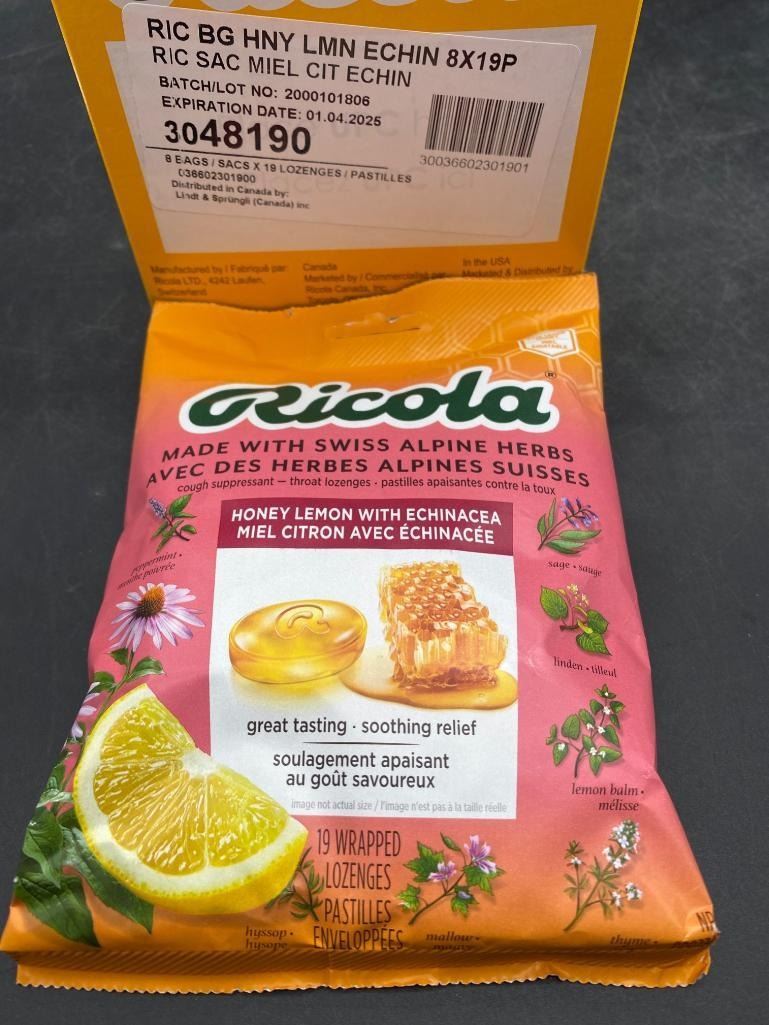 RIC BG HNY LMN ECHIN 8X19P
RIC SAC MIEL CIT ECHIN
BATCH/LOT NO: 2000101806
EXPIRATION DATE: 01.04.2025
3048190
30036602301901
8 BAGS / SACS X 19 LOZENGES / PASTILLES
036602301900
Distributed in Canada by:
Lindt & Sprüngli (Canada) Inc
Manufactured by / Fabriqué par:
Ricola LTD., 4242 Laufen,
Switzerland
Canada
Marketed by / Commercialisé par
Ricola Canada, Inc.
In the USA
Marketed & Distributed by
Ricola®
MADE WITH SWISS ALPINE HERBS
AVEC DES HERBES ALPINES SUISSES
cough suppressant – throat lozenges · pastilles apaisantes contre la toux
HONEY LEMON WITH ECHINACEA
MIEL CITRON AVEC ÉCHINACÉE
peppermint •
menthe poivrée
sage • sauge
linden • tilleul
great tasting · soothing relief
soulagement apaisant
au goût savoureux
image not actual size / l'image n'est pas à la taille réelle
lemon balm •
mélisse
19 WRAPPED
LOZENGES
PASTILLES
ENVELOPPÉES
hyssop •
hysope
mallow •
mauve
thyme •
NP